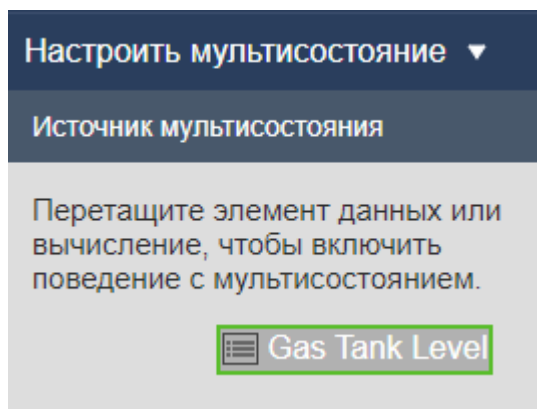 Настроить мультисостояние
Источник мультисостояния
Перетащите элемент данных или
вычисление, чтобы включить
поведение с мультисостоянием.
Gas Tank Level